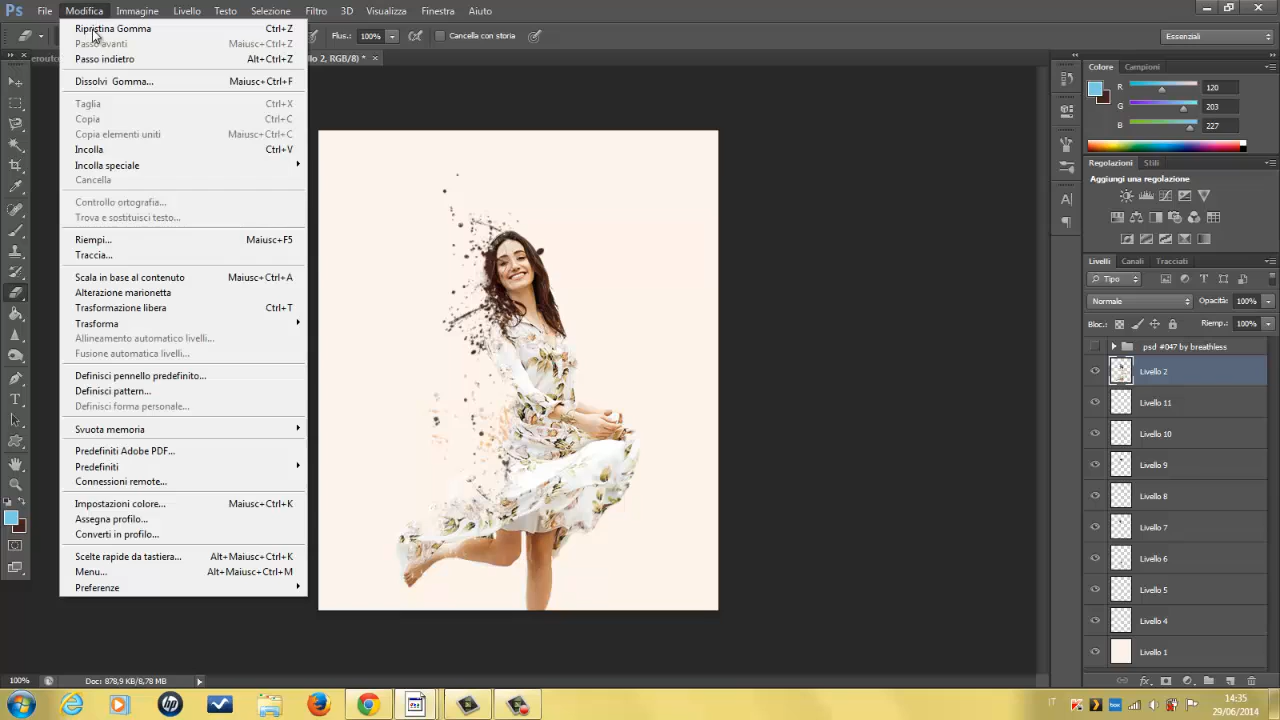 Ps File Modifica Immagine Livello Testo Selezione Filtro 3D Visualizza Finestra Aiuto
Flus.: 100% Cancella con storia Essenziali
llo 2, RGB/8) * ×
Ripristina Gomma Ctrl+Z
Passo avanti Maiusc+Ctrl+Z
Passo indietro Alt+Ctrl+Z
Dissolvi Gomma... Maiusc+Ctrl+F
Taglia Ctrl+X
Copia Ctrl+C
Copia elementi uniti Maiusc+Ctrl+C
Incolla Ctrl+V
Incolla speciale
Cancella
Controllo ortografia...
Trova e sostituisci testo...
Riempi... Maiusc+F5
Traccia...
Scala in base al contenuto Maiusc+Ctrl+A
Alterazione marionetta
Trasformazione libera Ctrl+T
Trasforma
Allineamento automatico livelli...
Fusione automatica livelli...
Definisci pennello predefinito...
Definisci pattern...
Definisci forma personale...
Svuota memoria
Predefiniti Adobe PDF...
Predefiniti
Connessioni remote...
Impostazioni colore... Maiusc+Ctrl+K
Assegna profilo...
Converti in profilo...
Scelte rapide da tastiera... Alt+Maiusc+Ctrl+K
Menu... Alt+Maiusc+Ctrl+M
Preferenze
Colore Campioni
R 120
G 203
B 227
Regolazioni Stili
Aggiungi una regolazione
Livelli Canali Tracciati
Tipo
Normale Opacità: 100%
Bloc.: Riemp.: 100%
psd #047 by breathless
Livello 2
Livello 11
Livello 10
Livello 9
Livello 8
Livello 7
Livello 6
Livello 5
Livello 4
Livello 1
100% Doc: 878,9 KB/8,78 MB
IT 14:35
29/06/2014